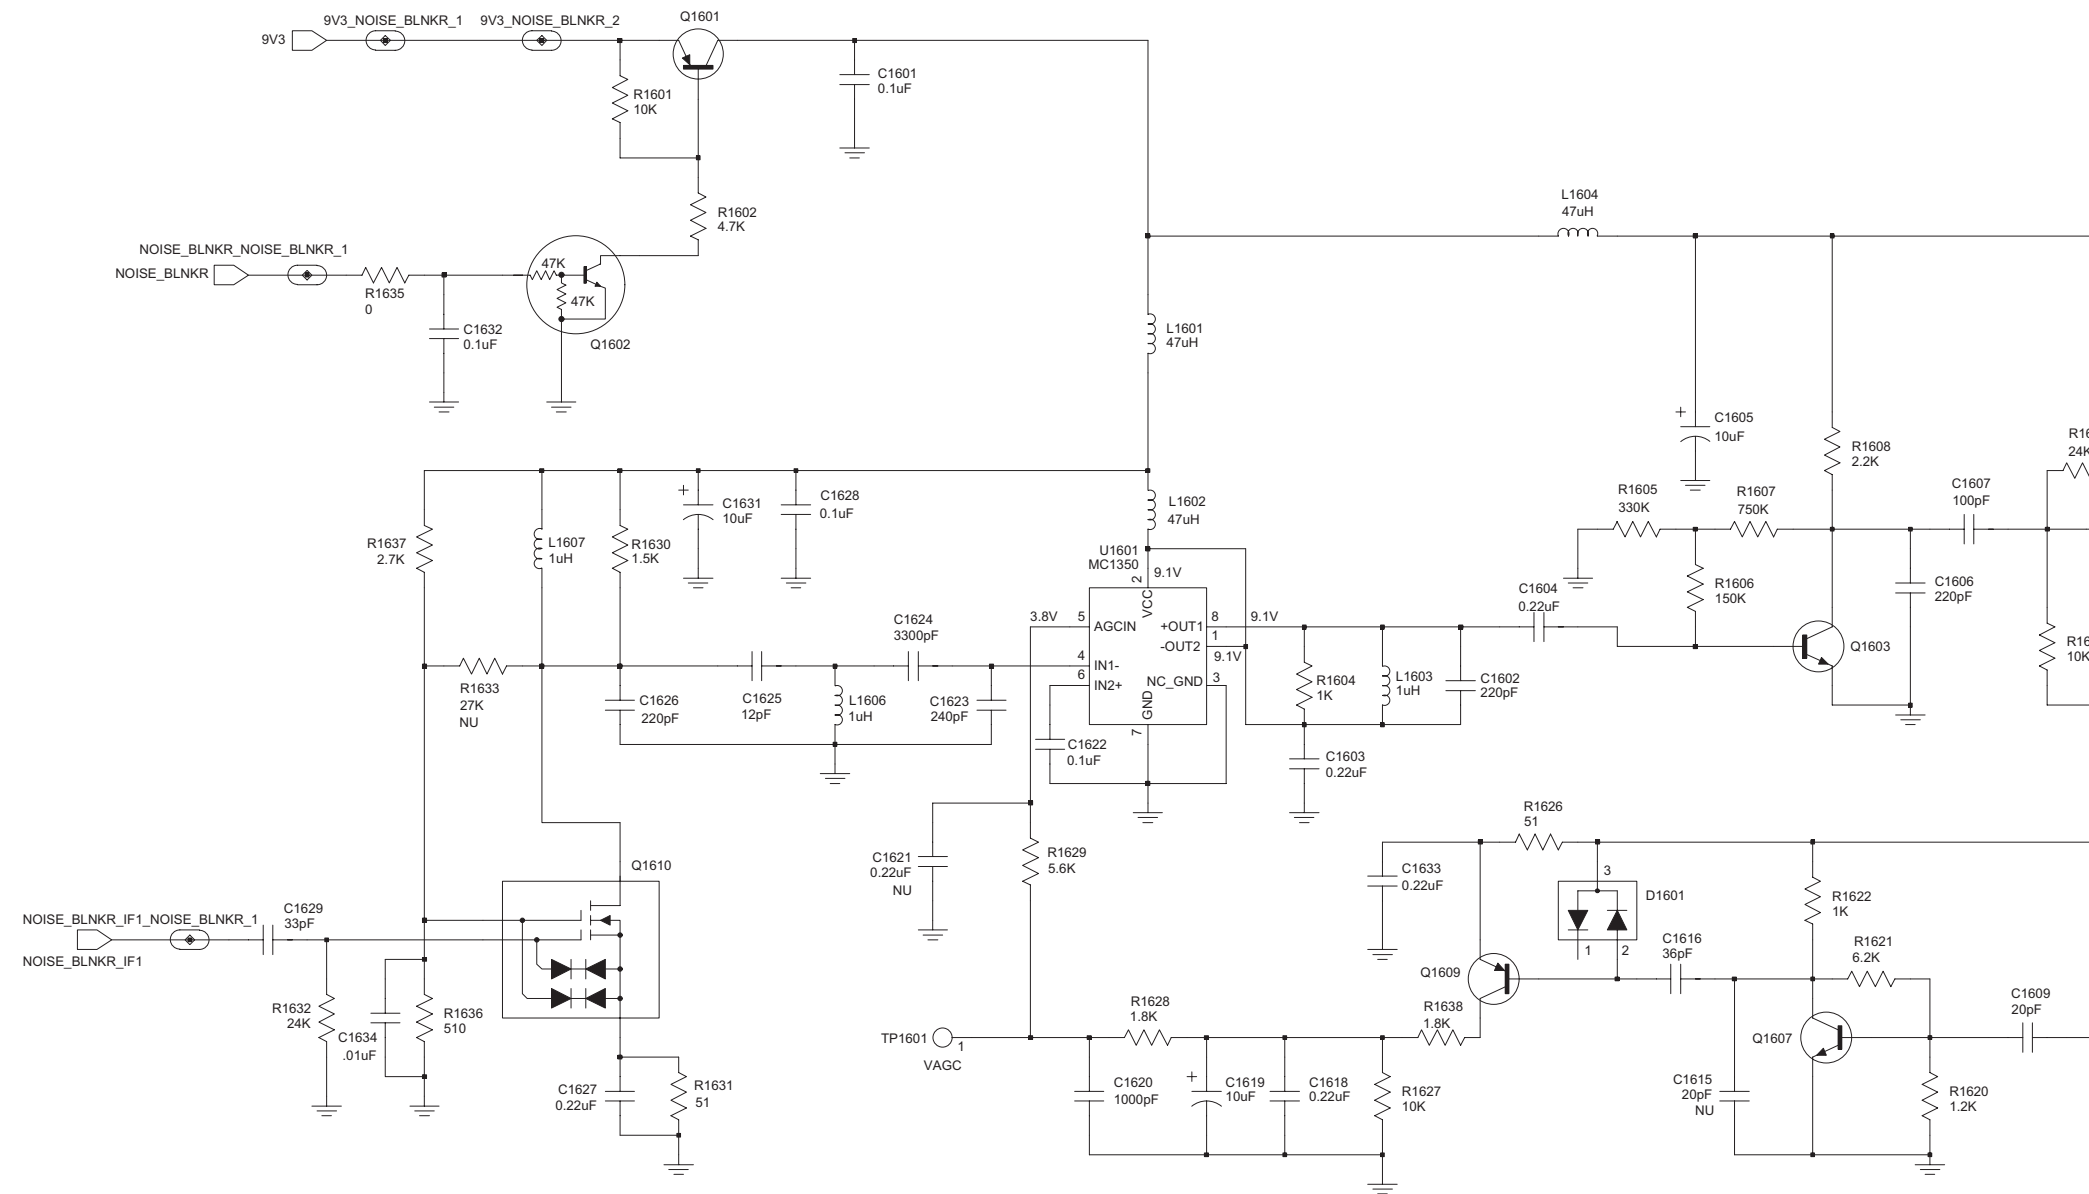 9V3_NOISE_BLNKR_1
9V3_NOISE_BLNKR_2
Q1601
9V3
R1601
10K
C1601
0.1uF
R1602
4.7K
L1604
47uH
NOISE_BLNKR_NOISE_BLNKR_1
NOISE_BLNKR
R1635
0
47K
47K
C1632
0.1uF
Q1602
L1601
47uH
+
C1605
10uF
R1608
2.2K
24K
R1637
2.7K
L1607
1uH
R1630
1.5K
+
C1631
10uF
C1628
0.1uF
L1602
47uH
R1605
330K
R1607
750K
C1607
100pF
U1601
MC1350
2
9.1V
VCC
R1606
150K
C1606
220pF
C1604
0.22uF
3.8V
5
AGCIN
+OUT1
8
9.1V
-OUT2
1
9.1V
4
IN1-
6
IN2+
NC_GND
3
GND
7
C1624
3300pF
Q1603
10K
R1633
27K
NU
C1626
220pF
C1625
12pF
L1606
1uH
C1623
240pF
R1604
1K
L1603
1uH
C1602
220pF
C1622
0.1uF
C1603
0.22uF
R1626
51
Q1610
C1621
0.22uF
NU
R1629
5.6K
C1633
0.22uF
3
D1601
1
2
R1622
1K
NOISE_BLNKR_IF1_NOISE_BLNKR_1
C1629
33pF
NOISE_BLNKR_IF1
C1616
36pF
R1621
6.2K
Q1609
R1632
24K
C1634
.01uF
R1636
510
TP1601
1
VAGC
R1628
1.8K
R1638
1.8K
Q1607
C1609
20pF
C1627
0.22uF
R1631
51
C1620
1000pF
+
C1619
10uF
C1618
0.22uF
R1627
10K
C1615
20pF
NU
R1620
1.2K